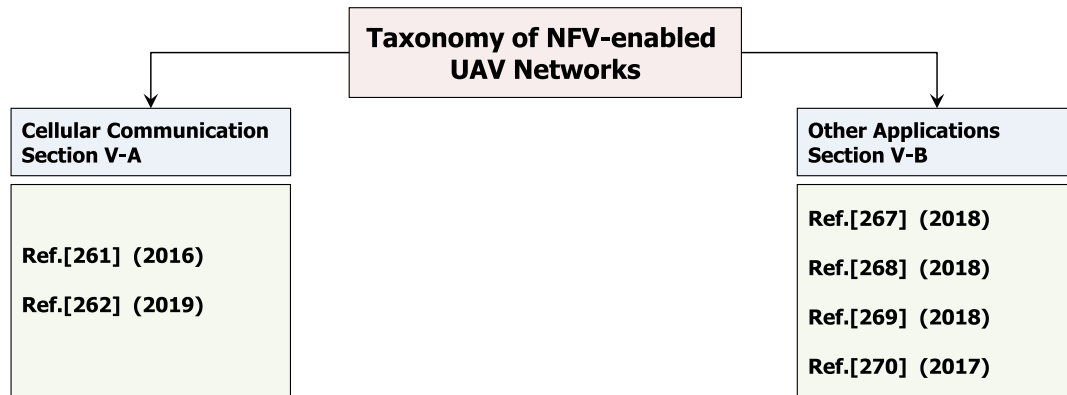 Taxonomy of NFV-enabled
UAV Networks
Cellular Communication
Section V-A
Ref.[261] (2016)
Ref.[262] (2019)
Other Applications
Section V-B
Ref.[267] (2018)
Ref.[268] (2018)
Ref.[269] (2018)
Ref.[270] (2017)